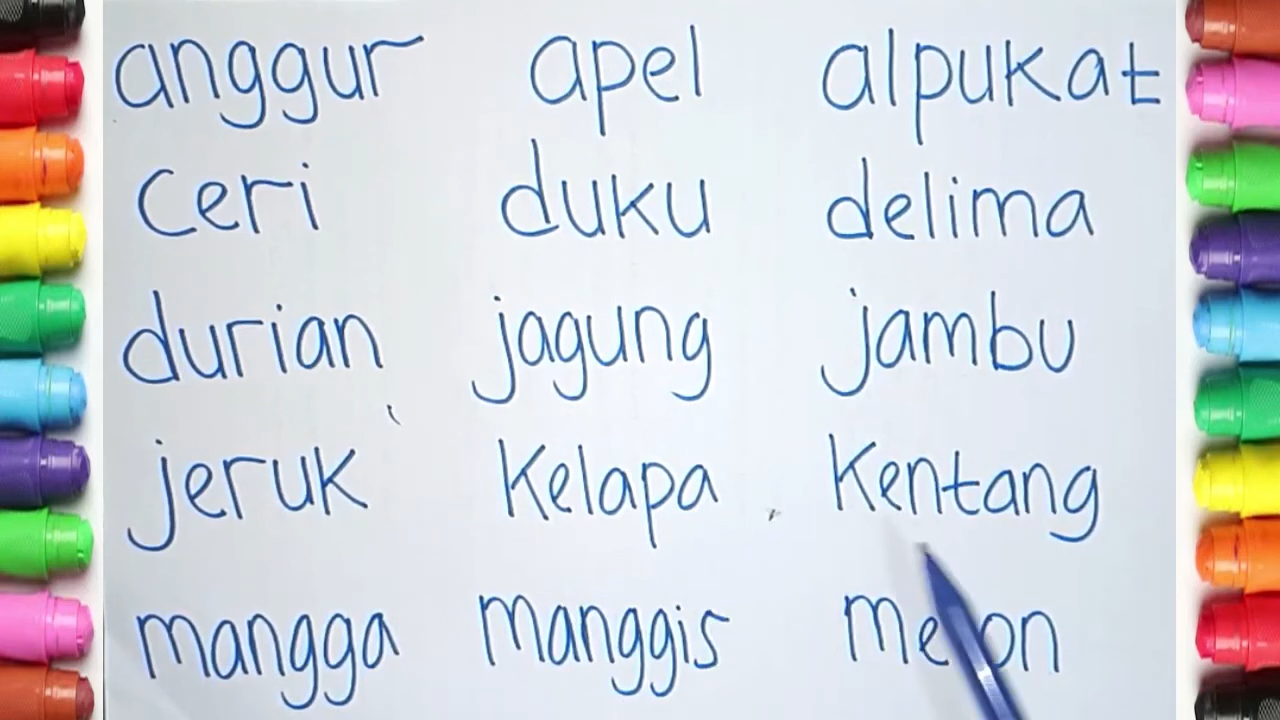 anggur apel alpukat
ceri duku delima
durian jagung jambu
jeruk kelapa kentang
mangga manggis